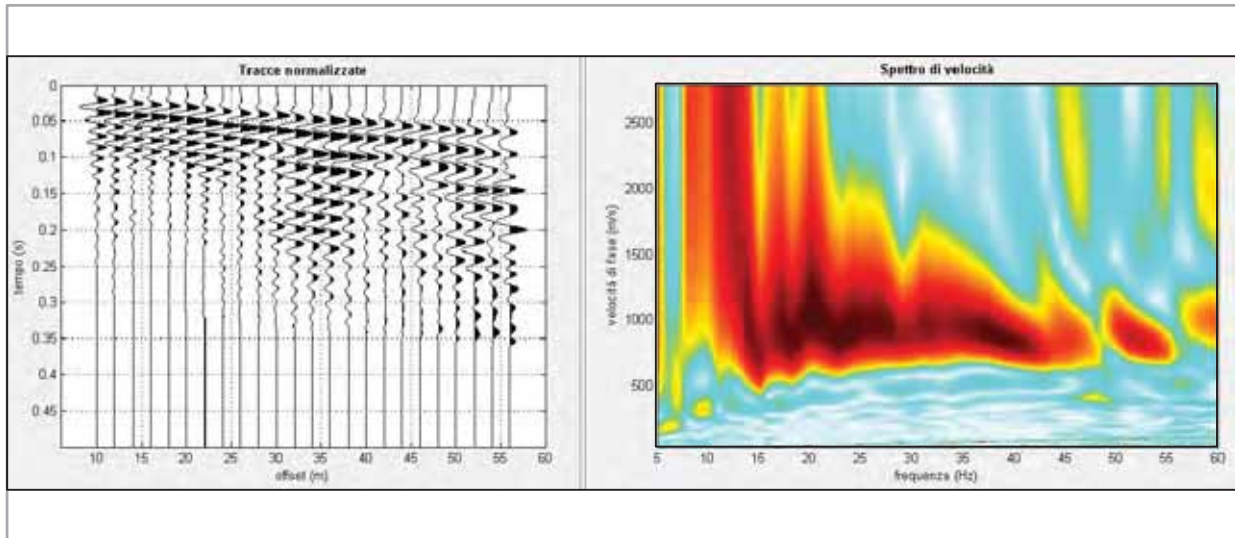 Tracce normalizzate
0
0.05
0.1
0.15
0.2
0.25
0.3
0.35
0.4
0.45
tempo (s)
10 15 20 25 30 35 40 45 50 55 60
offset (m)
Spettro di velocità
2500
2000
1500
1000
500
velocità di fase (m/s)
5 10 15 20 25 30 35 40 45 50 55 60
frequenza (Hz)